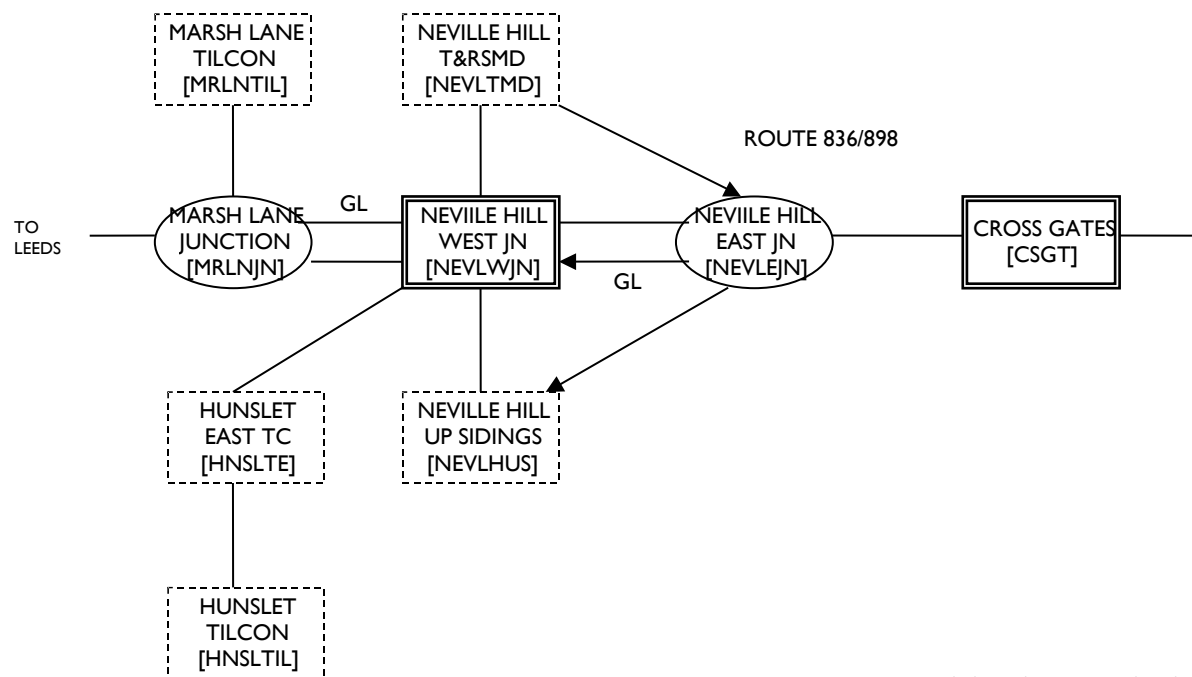 MARSH LANE
TILCON
[MRLNTIL]
NEVILLE HILL
T&RSMD
[NEVLTMD]
ROUTE 836/898
TO
LEEDS
MARSH LANE
JUNCTION
[MRLNJN]
GL
NEVIILE HILL
WEST JN
[NEVLWJN]
GL
NEVIILE HILL
EAST JN
[NEVLEJN]
CROSS GATES
[CSGT]
HUNSLET
EAST TC
[HNSLTE]
NEVILLE HILL
UP SIDINGS
[NEVLHUS]
HUNSLET
TILCON
[HNSLTIL]